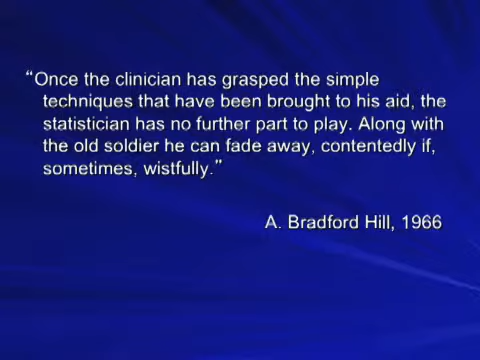 “Once the clinician has grasped the simple
techniques that have been brought to his aid, the
statistician has no further part to play. Along with
the old soldier he can fade away, contentedly if,
sometimes, wistfully.”
A. Bradford Hill, 1966